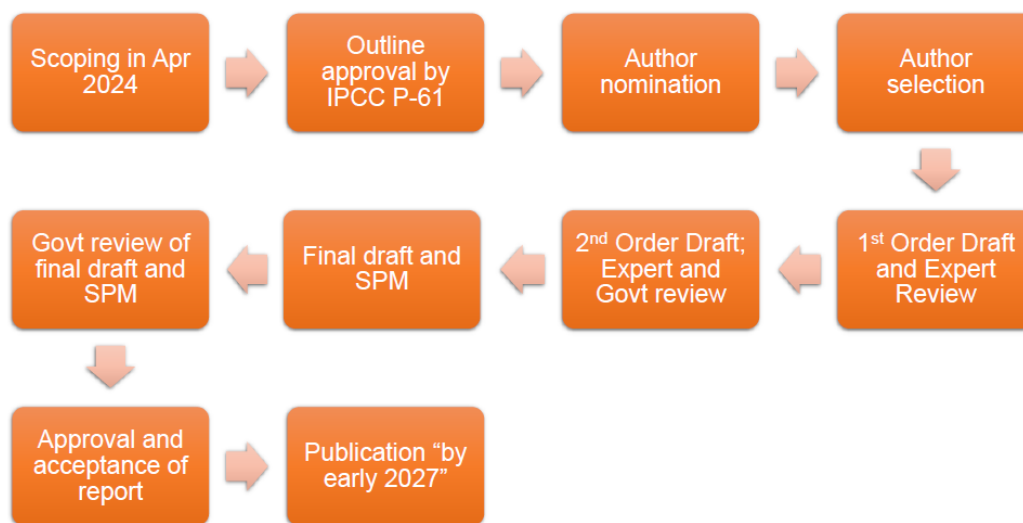 Scoping in Apr
2024
Outline
approval by
IPCC P-61
Author
nomination
Author
selection
1st Order Draft
and Expert
Review
2nd Order Draft;
Expert and
Govt review
Final draft and
SPM
Govt review of
final draft and
SPM
Approval and
acceptance of
report
Publication “by
early 2027”